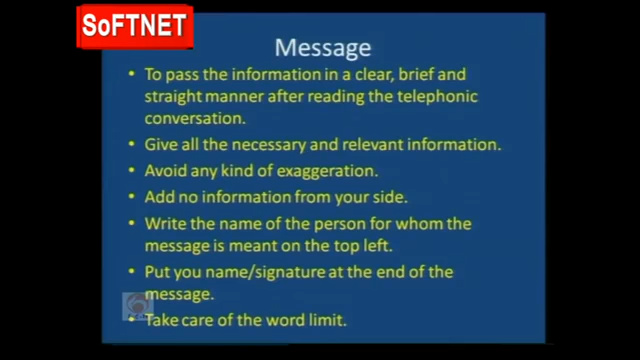 SoFTNET
Message
• To pass the information in a clear, brief and
straight manner after reading the telephonic
conversation.
• Give all the necessary and relevant information.
• Avoid any kind of exaggeration.
• Add no information from your side.
• Write the name of the person for whom the
message is meant on the top left.
• Put you name/signature at the end of the
message.
• Take care of the word limit.